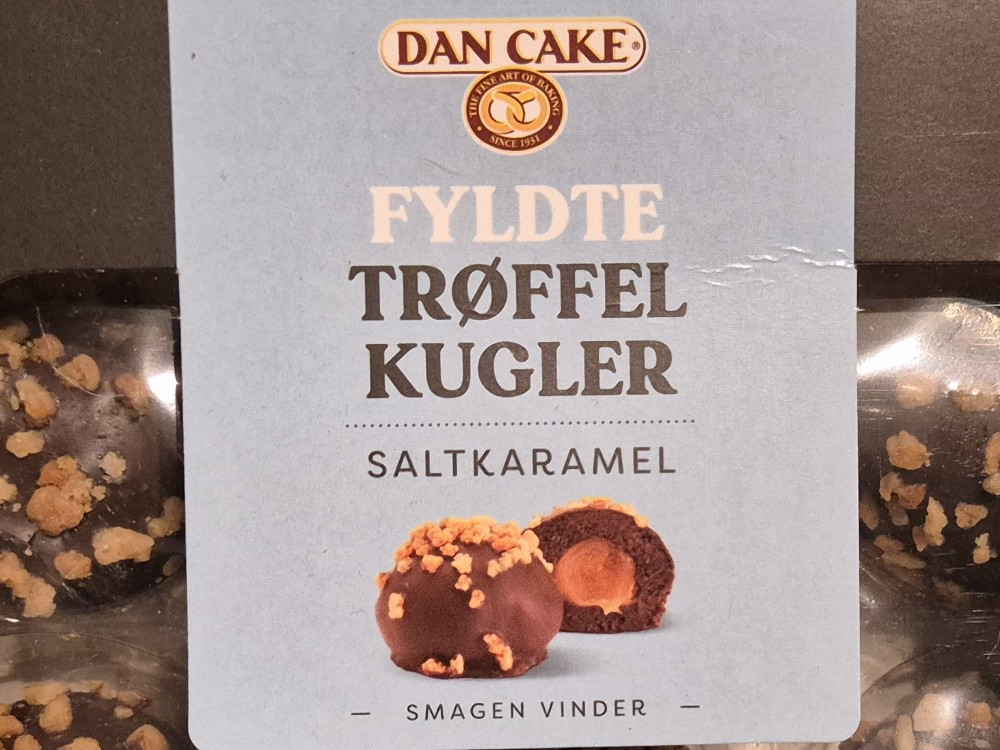 DAN CAKE®
THE FINE ART OF BAKING
SINCE 1931
FYLDTE
TRØFFEL
KUGLER
SALTKARAMEL
— SMAGEN VINDER —